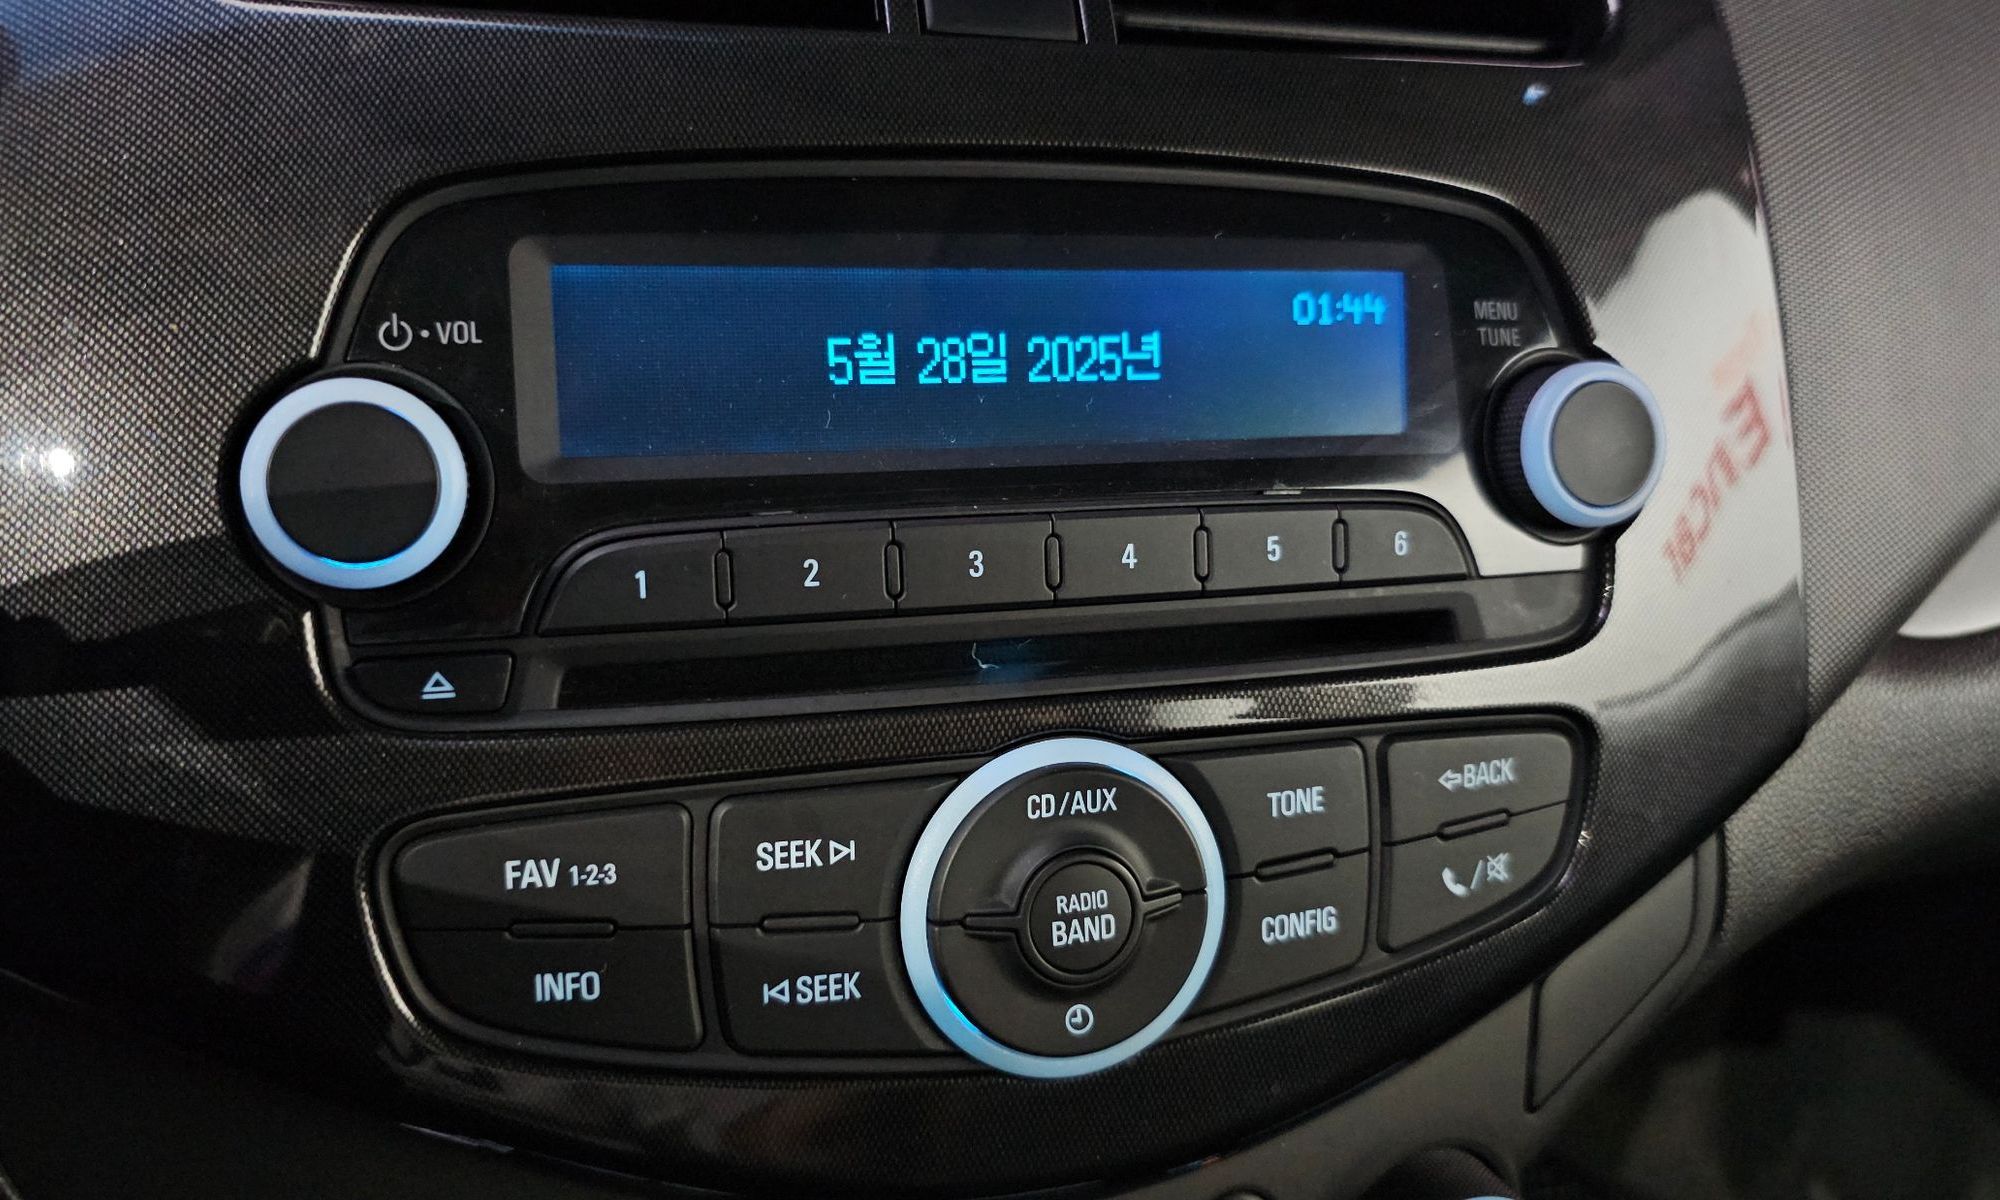 01:44
5월 28일 2025년
VOL
MENU
TUNE
1 2 3 4 5 6
CD/AUX
TONE
BACK
SEEK
FAV 1-2-3
RADIO
BAND
CONFIG
INFO
SEEK